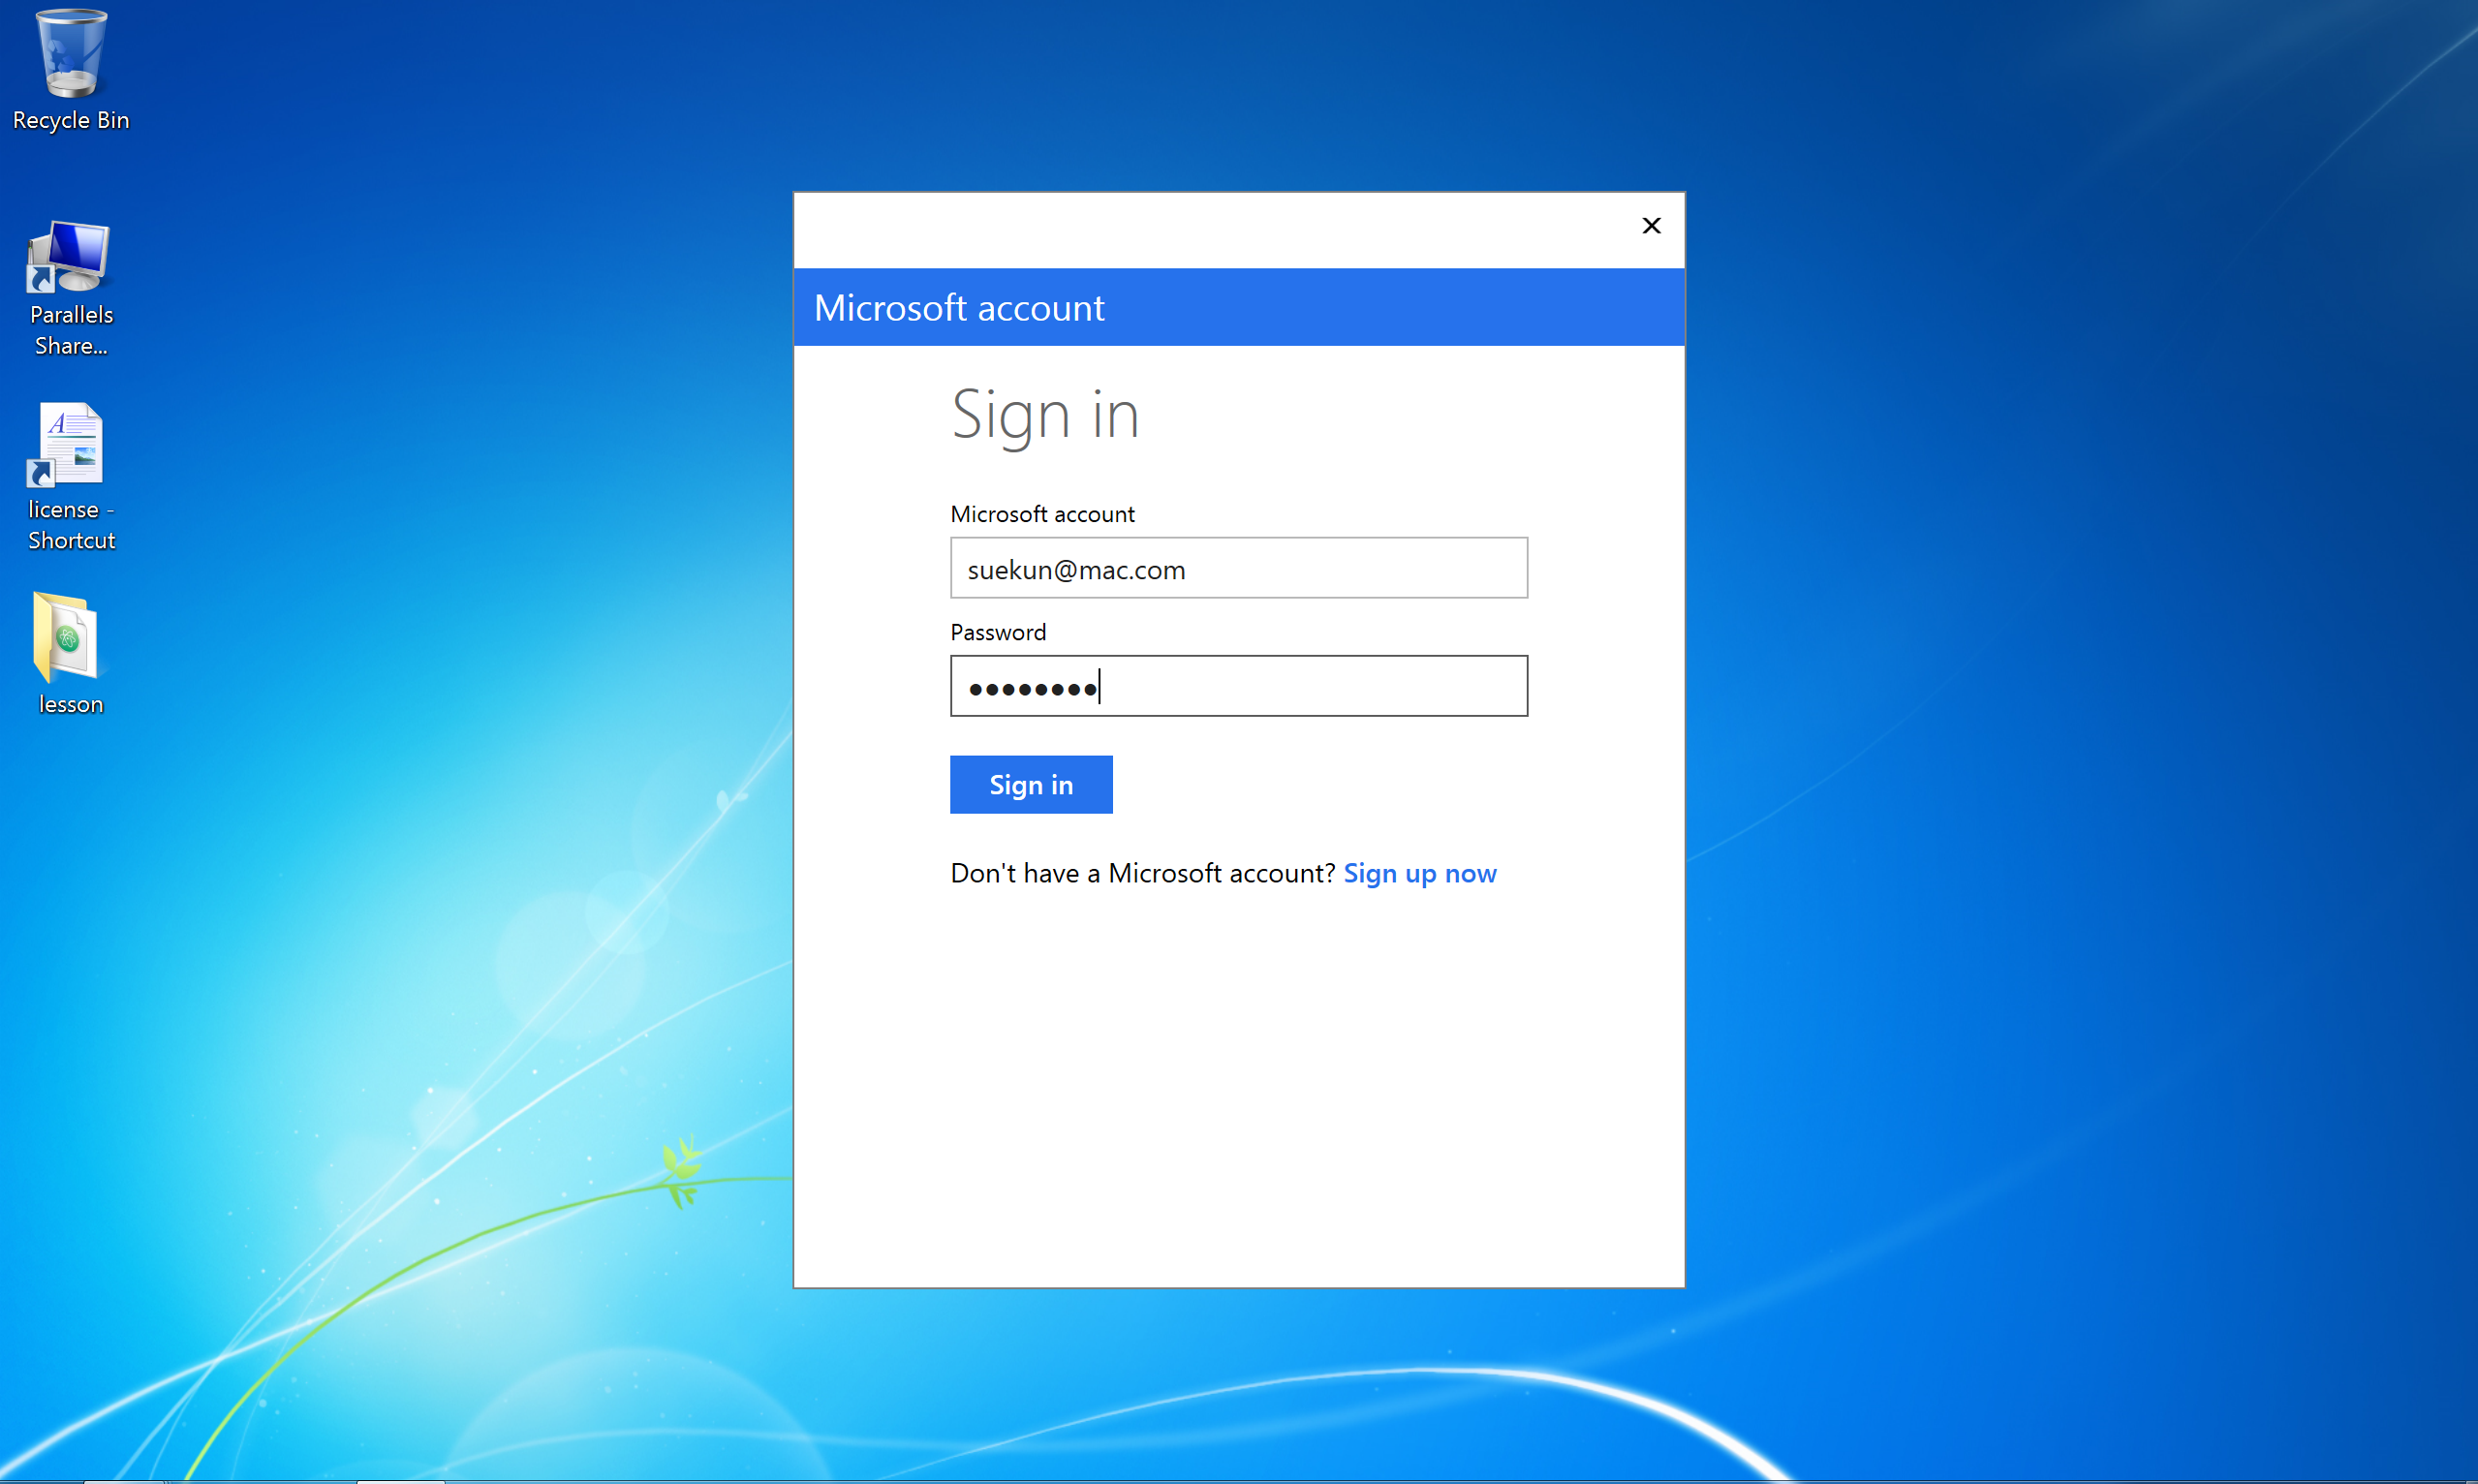 Recycle Bin
Parallels
Share...
license -
Shortcut
lesson
Microsoft account
Sign in
Microsoft account
suekun@mac.com
Password
●●●●●●●●
Sign in
Don't have a Microsoft account? Sign up now